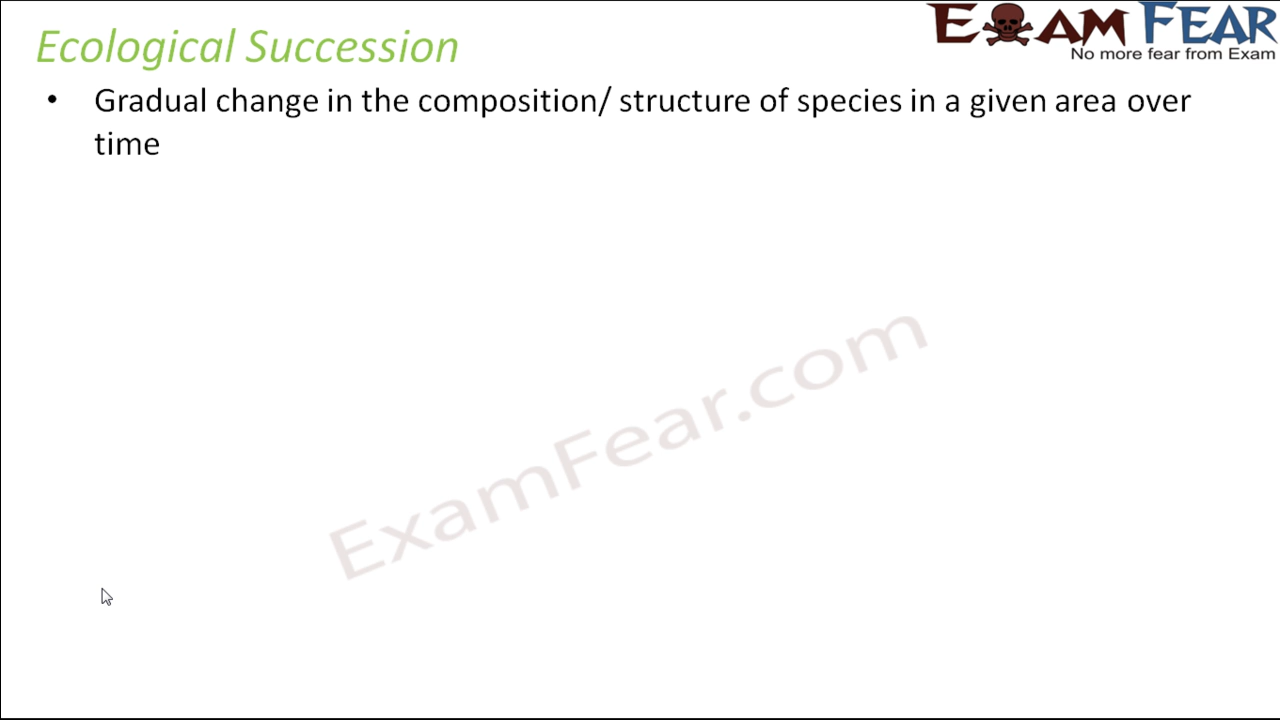 Ecological Succession
EXAM FEAR
No more fear from Exam
• Gradual change in the composition/ structure of species in a given area over
time
ExamFear.com